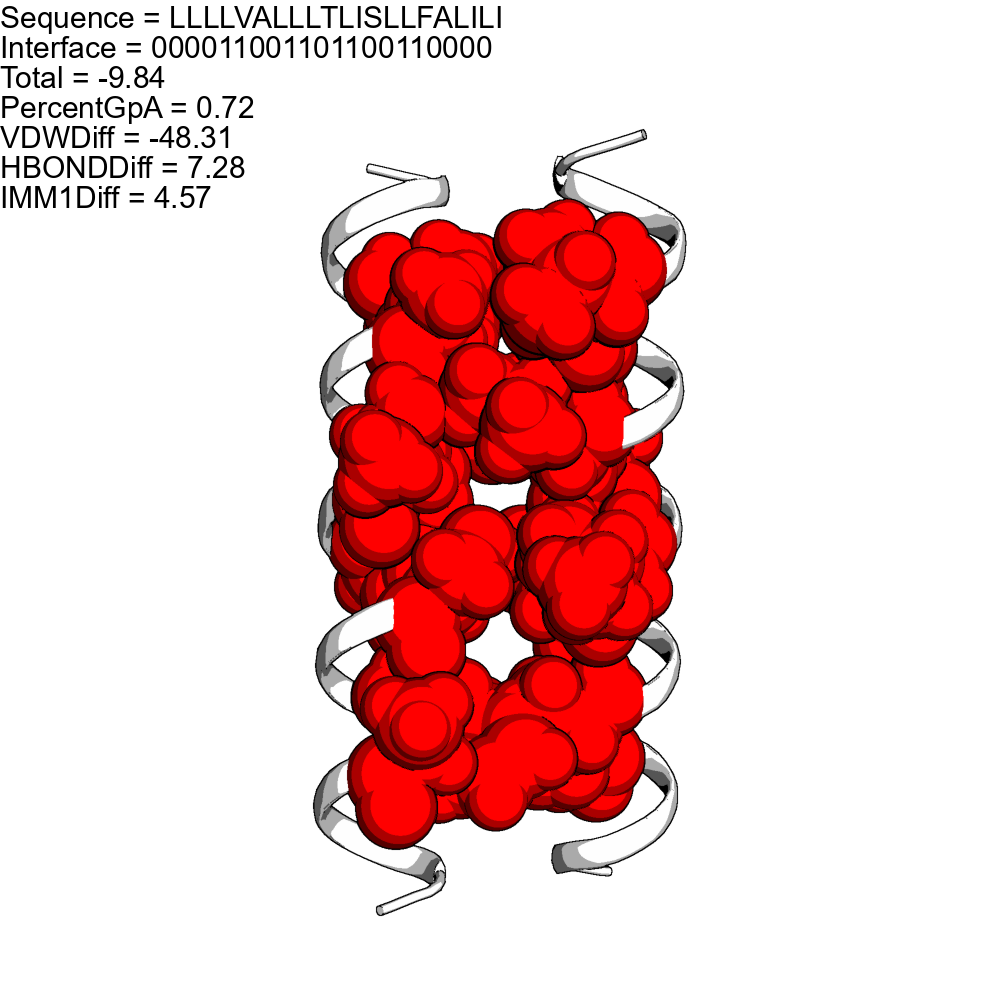 Sequence = LLLLVALLLTLISLLFALILI
Interface = 000011001101100110000
Total = -9.84
PercentGpA = 0.72
VDWDiff = -48.31
HBONDDiff = 7.28
IMM1Diff = 4.57